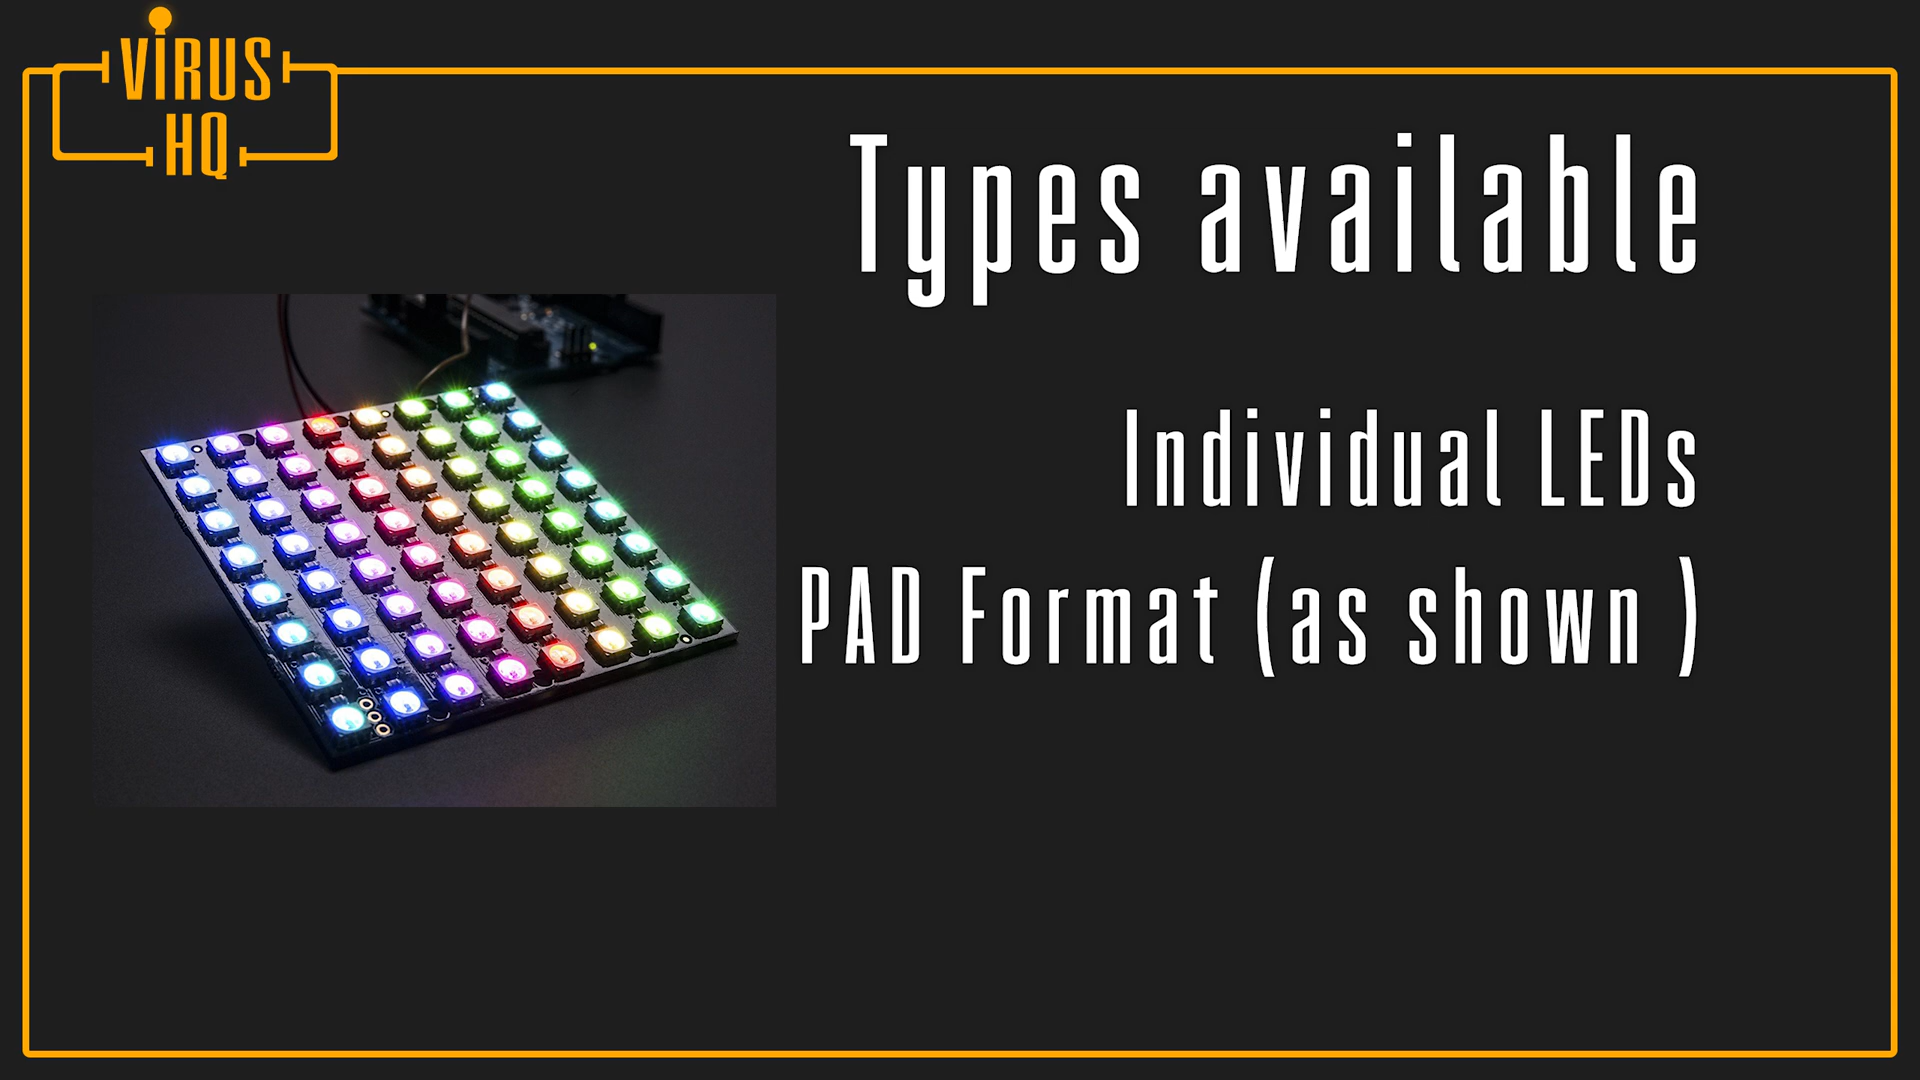 VIRUS
HQ
Types available
Individual LEDs
PAD Format (as shown )